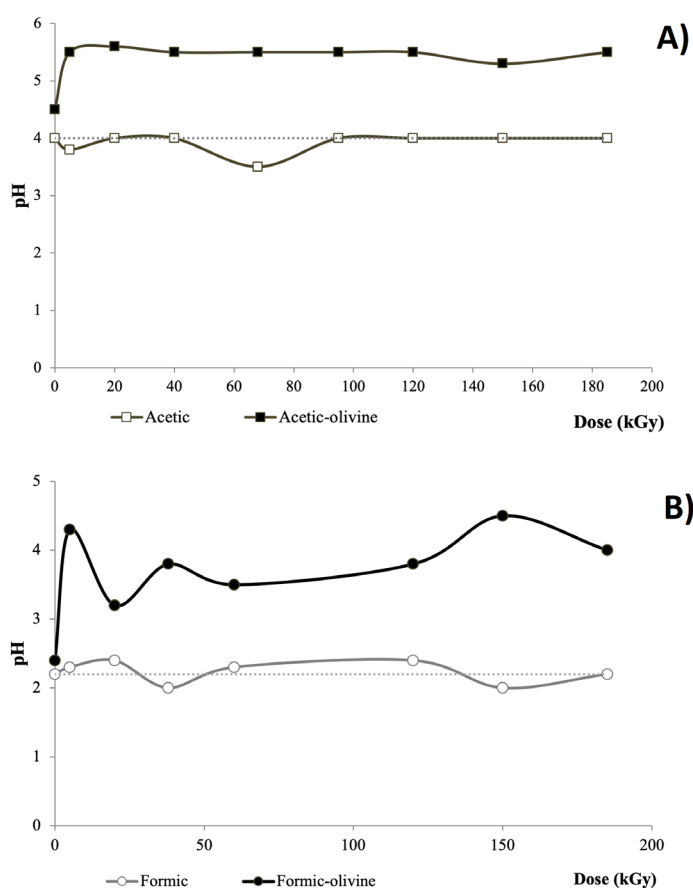 A)
6
5
4
3
2
1
0
pH
0 20 40 60 80 100 120 140 160 180 200
Acetic Acetic-olivine
Dose (kGy)
B)
5
4
3
2
1
0
pH
0 50 100 150 200
Formic Formic-olivine
Dose (kGy)